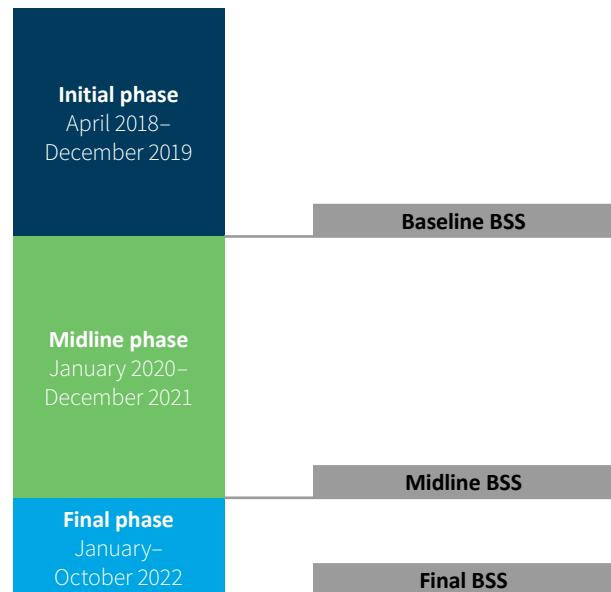 Initial phase
April 2018–
December 2019
Baseline BSS
Midline phase
January 2020–
December 2021
Midline BSS
Final phase
January–
October 2022
Final BSS